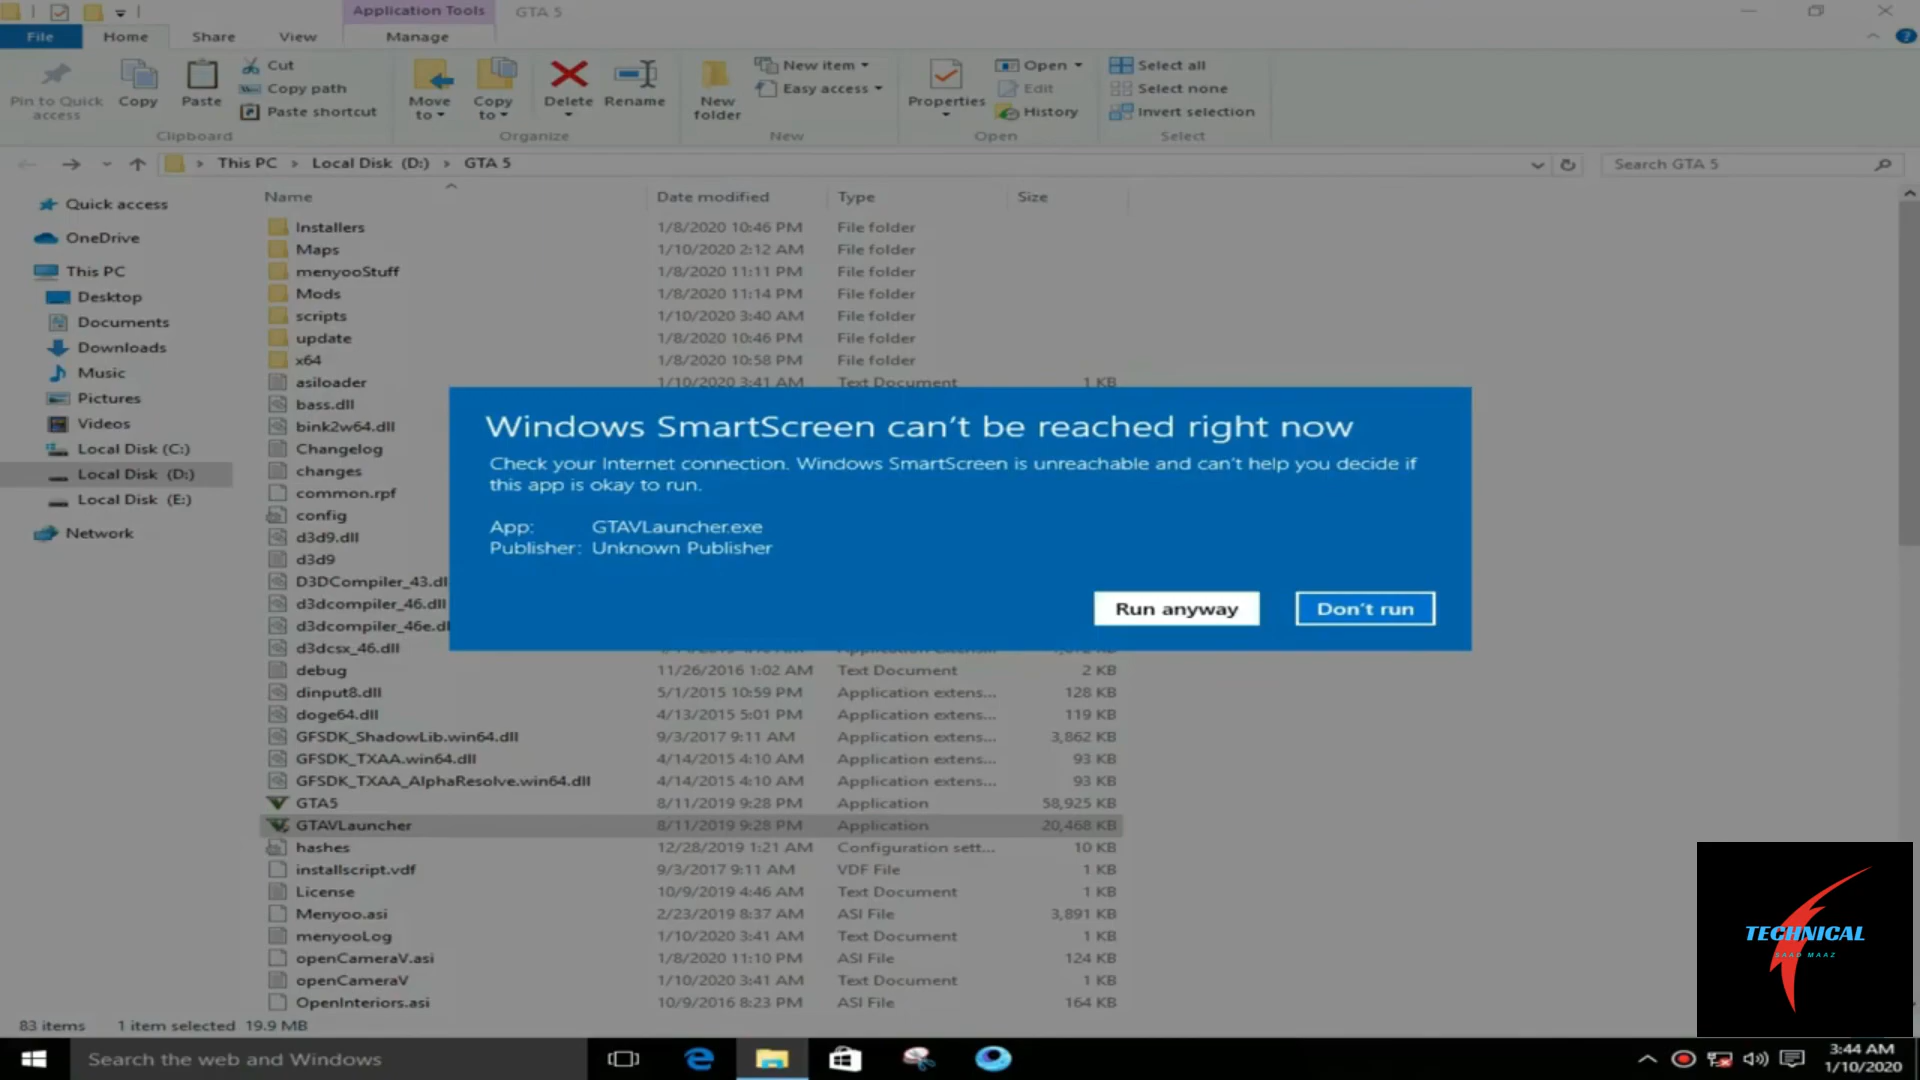 Application Tools
GTA 5
File
Home
Share
View
Manage
Pin to Quick access
Copy
Paste
Cut
Copy path
Paste shortcut
Clipboard
Move to
Copy to
Delete
Rename
Organize
New folder
New item
Easy access
New
Properties
Open
Edit
History
Open
Select all
Select none
Invert selection
Select
This PC > Local Disk (D:) > GTA 5
Search GTA 5
Quick access
OneDrive
This PC
Desktop
Documents
Downloads
Music
Pictures
Videos
Local Disk (C:)
Local Disk (D:)
Local Disk (E:)
Network
Name Date modified Type Size
Installers 1/8/2020 10:46 PM File folder
Maps 1/10/2020 2:12 AM File folder
menyooStuff 1/8/2020 11:11 PM File folder
Mods 1/8/2020 11:14 PM File folder
scripts 1/10/2020 3:40 AM File folder
update 1/8/2020 10:46 PM File folder
x64 1/8/2020 10:58 PM File folder
asiloader 1/10/2020 3:41 AM Text Document 1 KB
bass.dll
bink2w64.dll
Changelog
changes
common.rpf
config
d3d9.dll
d3d9
D3DCompiler_43.dl
d3dcompiler_46.dll
d3dcompiler_46e.dl
d3dcsx_46.dll
debug 11/26/2016 1:02 AM Text Document 2 KB
dinput8.dll 5/1/2015 10:59 PM Application extens... 128 KB
doge64.dll 4/13/2015 5:01 PM Application extens... 119 KB
GFSDK_ShadowLib.win64.dll 9/3/2017 9:11 AM Application extens... 3,862 KB
GFSDK_TXAA.win64.dll 4/14/2015 4:10 AM Application extens... 93 KB
GFSDK_TXAA_AlphaResolve.win64.dll 4/14/2015 4:10 AM Application extens... 93 KB
GTA5 8/11/2019 9:28 PM Application 58,925 KB
GTAVLauncher 8/11/2019 9:28 PM Application 20,468 KB
hashes 12/28/2019 1:21 AM Configuration sett... 10 KB
installscript.vdf 9/3/2017 9:11 AM VDF File 1 KB
License 10/9/2019 4:46 AM Text Document 1 KB
Menyoo.asi 2/23/2019 8:37 AM ASI File 3,891 KB
menyooLog 1/10/2020 3:41 AM Text Document 1 KB
openCameraV.asi 1/8/2020 11:10 PM ASI File 124 KB
openCameraV 1/10/2020 3:41 AM Text Document 1 KB
OpenInteriors.asi 10/9/2016 8:23 PM ASI File 164 KB
Windows SmartScreen can't be reached right now
Check your Internet connection. Windows SmartScreen is unreachable and can't help you decide if
this app is okay to run.
App: GTAVLauncher.exe
Publisher: Unknown Publisher
Run anyway
Don't run
TECHNICAL
SAAD MAAZ
83 items 1 item selected 19.9 MB
Search the web and Windows
3:44 AM
1/10/2020